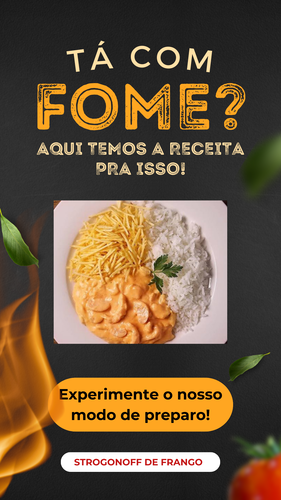 TÁ COM
FOME?
AQUI TEMOS A RECEITA
PRA ISSO!
Experimente o nosso
modo de preparo!
STROGONOFF DE FRANGO